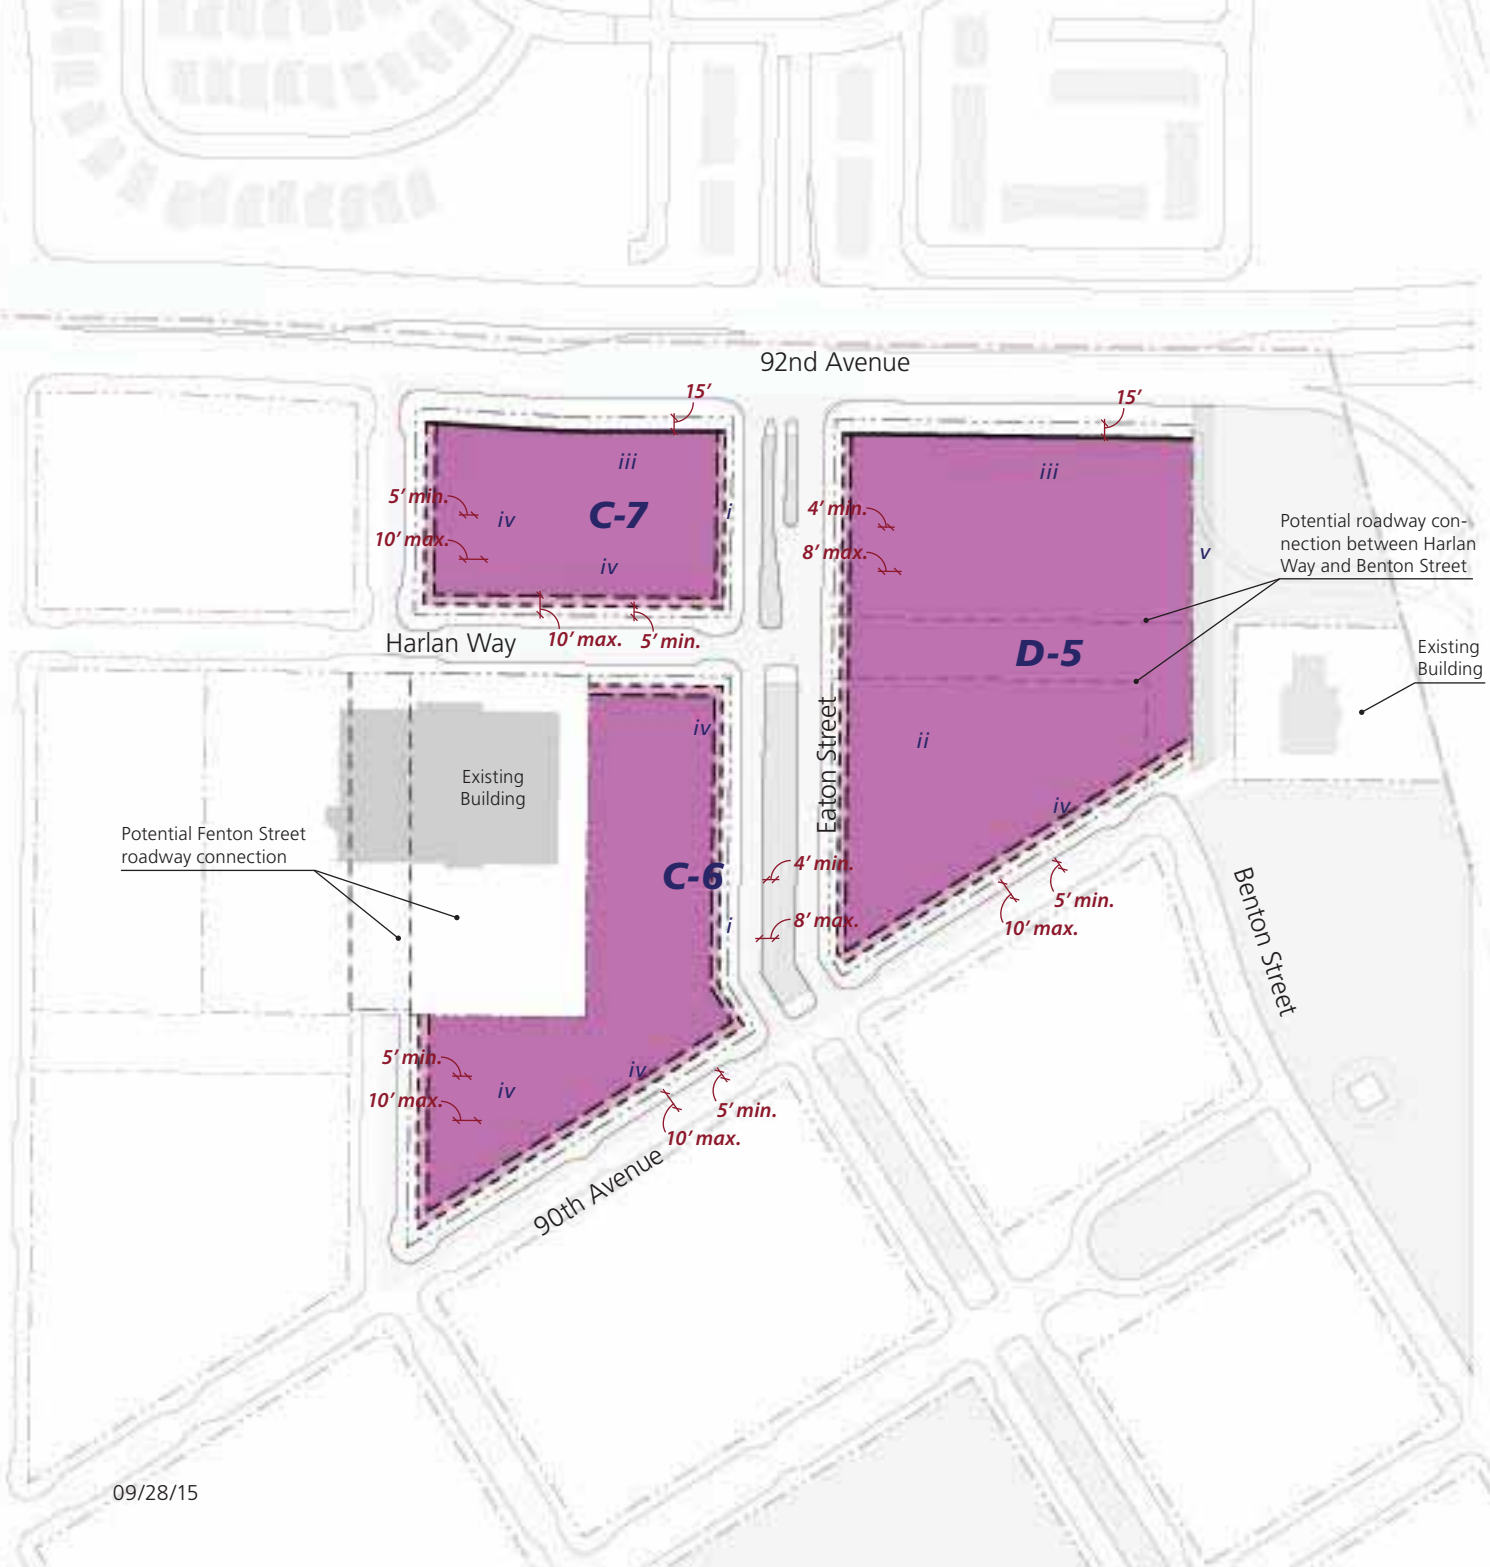 92nd Avenue
15'
15'
iii
iii
5' min.
iv
C-7
i
4' min.
10' max.
8' max.
v
iv
Potential roadway con-
nection between Harlan
Way and Benton Street
10' max.
5' min.
Harlan Way
D-5
Existing
Building
Eaton Street
iv
ii
Existing
Building
iv
Potential Fenton Street
roadway connection
C-6
4' min.
i
8' max.
5' min.
10' max.
Benton Street
5' min.
iv
iv
10' max.
5' min.
10' max.
90th Avenue
09/28/15